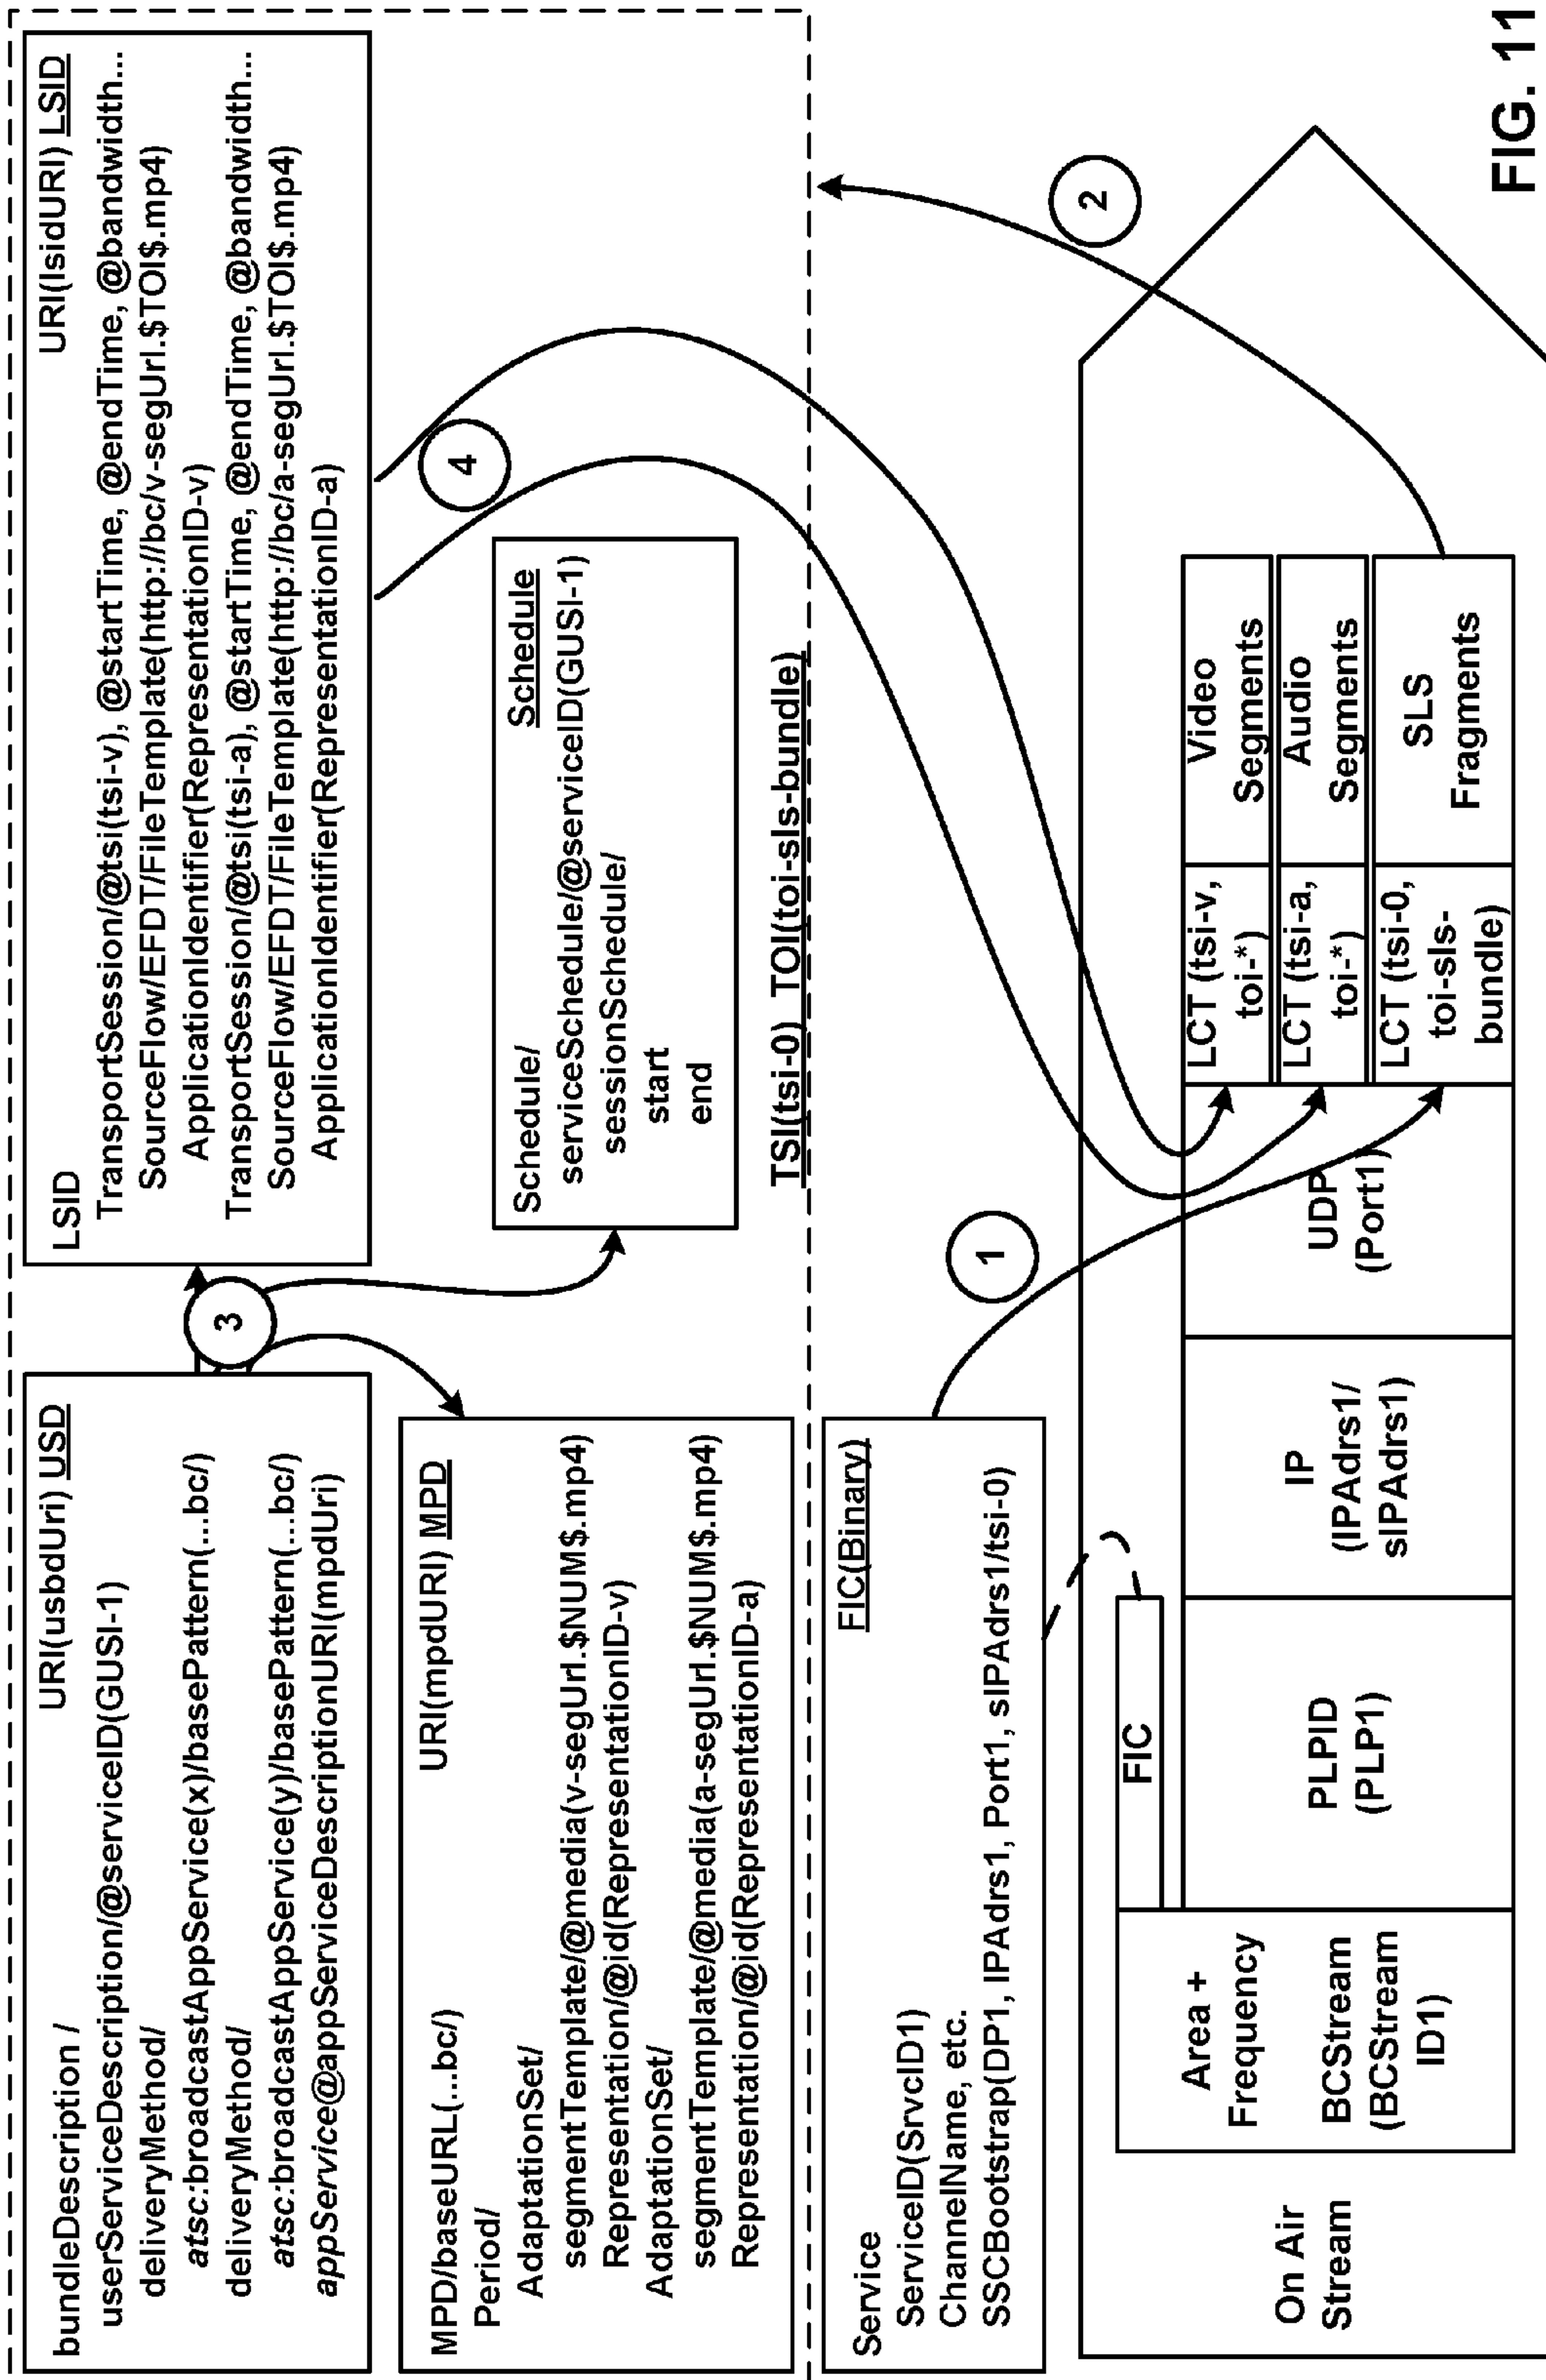 bundleDescription / URI(usbdUri) USD
userServiceDescription/@serviceID(GUSI-1)
deliveryMethod/
atsc:broadcastAppService(x)/basePattern(...bc/)
deliveryMethod/
atsc:broadcastAppService(y)/basePattern(...bc/)
appService@appServiceDescriptionURI(mpdUri)
3
LSID URI(lsidURI) LSID
TransportSession/@tsi(tsi-v), @startTime, @endTime, @bandwidth...
SourceFlow/EFDT/FileTemplate(http://bc/v-segUrl.$TOI$.mp4)
ApplicationIdentifier(RepresentationID-v)
TransportSession/@tsi(tsi-a), @startTime, @endTime, @bandwidth...
SourceFlow/EFDT/FileTemplate(http://bc/a-segUrl.$TOI$.mp4)
ApplicationIdentifier(RepresentationID-a)
4
URI(mpdURI) MPD
MPD/baseURL(...bc/)
Period/
AdaptationSet/
segmentTemplate/@media(v-segUrl.$NUM$.mp4)
Representation/@id(RepresentationID-v)
AdaptationSet/
segmentTemplate/@media(a-segUrl.$NUM$.mp4)
Representation/@id(RepresentationID-a)
Schedule
Schedule/
serviceSchedule/@serviceID(GUSI-1)
sessionSchedule/
start
end
TSI(tsi-0) TOI(toi-sls-bundle)
FIC(Binary)
Service
ServiceID(SrvcID1)
ChannelName, etc.
SSCBootstrap(DP1, IPAdrs1, Port1, sIPAdrs1/tsi-0)
1
2
On Air
Stream
Area +
Frequency
BCStream
(BCStream
ID1)
FIC
PLPID
(PLP1)
IP
(IPAdrs1/
sIPAdrs1)
UDP
(Port1)
LCT (tsi-v,
toi-*)
Video
Segments
LCT (tsi-a,
toi-*)
Audio
Segments
LCT (tsi-0,
toi-sls-
bundle)
SLS
Fragments
FIG. 11